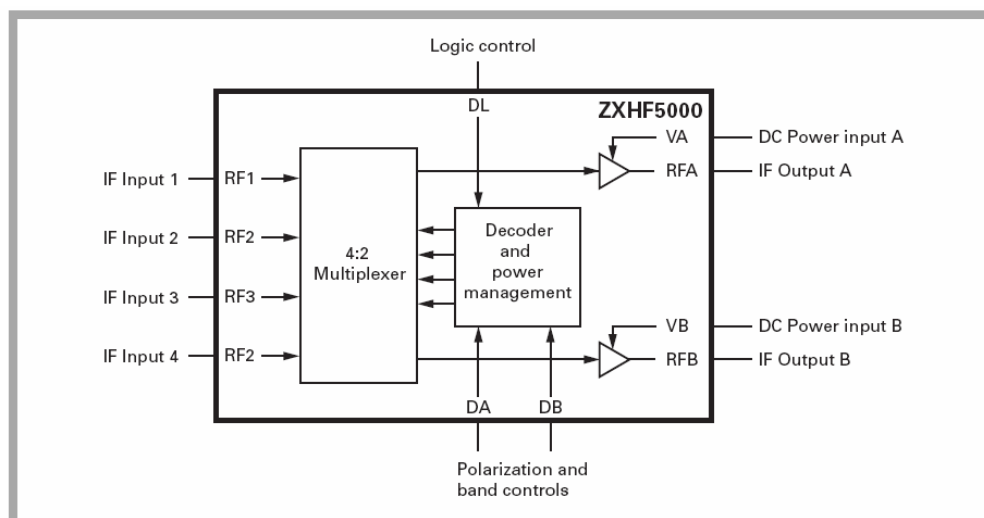 Logic control
DL
ZXHF5000
VA
DC Power input A
IF Input 1
RF1
RFA
IF Output A
IF Input 2
RF2
4:2
Multiplexer
Decoder
and
power
management
IF Input 3
RF3
VB
DC Power input B
IF Input 4
RF2
RFB
IF Output B
DA
DB
Polarization and
band controls